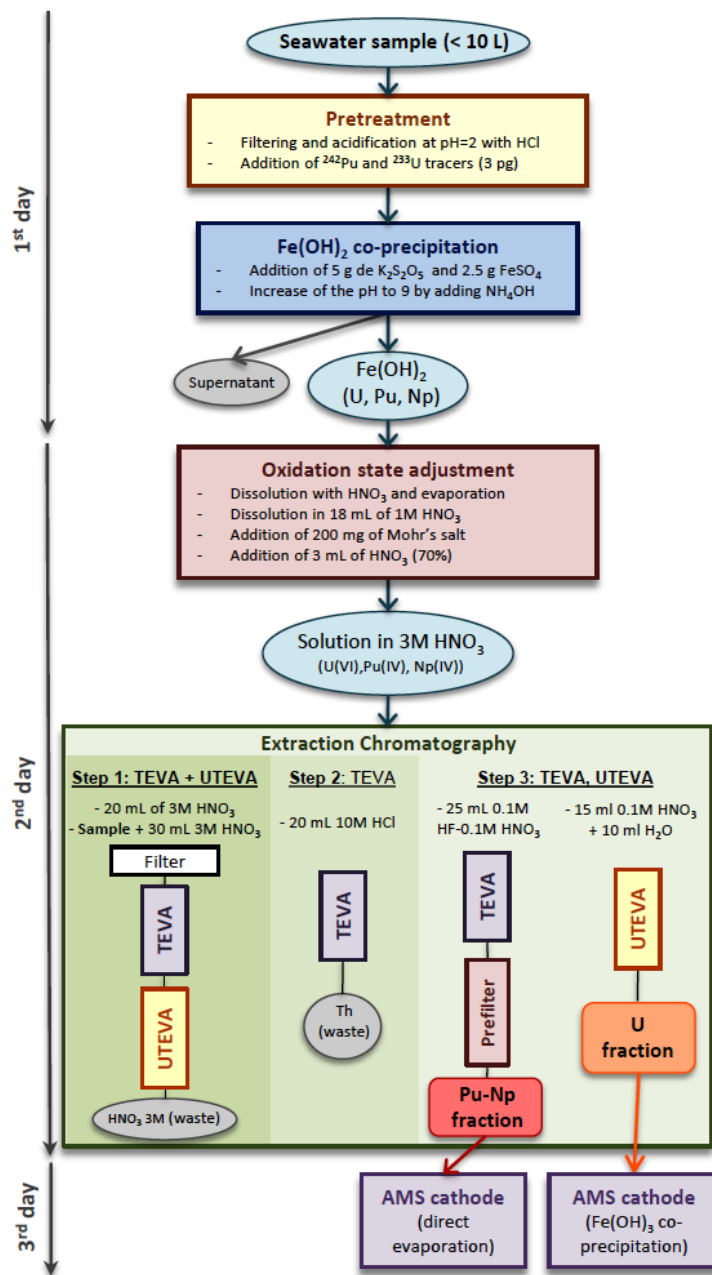 Seawater sample (< 10 L)
Pretreatment
- Filtering and acidification at pH=2 with HCl
- Addition of ²⁴²Pu and ²³³U tracers (3 pg)
1st day
Fe(OH)₂ co-precipitation
- Addition of 5 g de K₂S₂O₅ and 2.5 g FeSO₄
- Increase of the pH to 9 by adding NH₄OH
Supernatant
Fe(OH)₂
(U, Pu, Np)
Oxidation state adjustment
- Dissolution with HNO₃ and evaporation
- Dissolution in 18 mL of 1M HNO₃
- Addition of 200 mg of Mohr's salt
- Addition of 3 mL of HNO₃ (70%)
Solution in 3M HNO₃
(U(VI),Pu(IV), Np(IV))
2nd day
Extraction Chromatography
Step 1: TEVA + UTEVA
- 20 mL of 3M HNO₃
- Sample + 30 mL 3M HNO₃
Filter
TEVA
UTEVA
HNO₃ 3M (waste)
Step 2: TEVA
- 20 mL 10M HCl
TEVA
Th
(waste)
Step 3: TEVA, UTEVA
- 25 ml 0.1M
HF-0.1M HNO₃
TEVA
Prefilter
Pu-Np
fraction
- 15 ml 0.1M HNO₃
+ 10 ml H₂O
UTEVA
U
fraction
3rd day
AMS cathode
(direct
evaporation)
AMS cathode
(Fe(OH)₃ co-
precipitation)